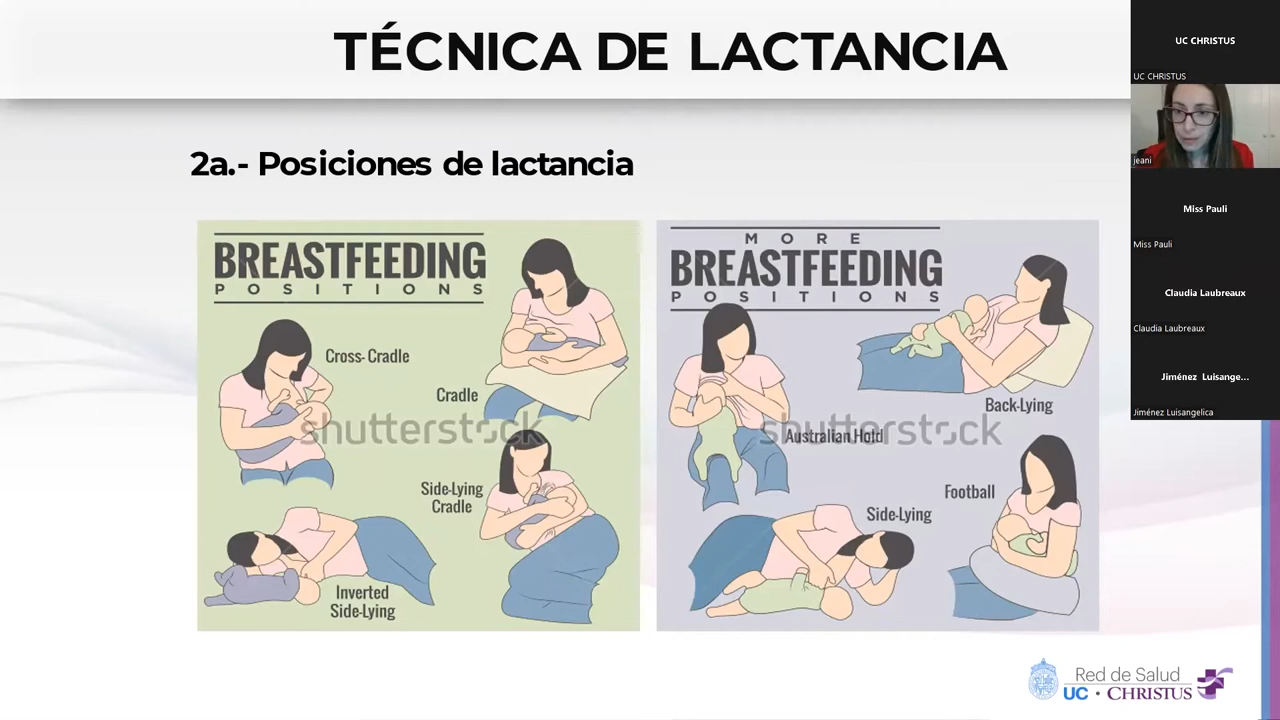 TÉCNICA DE LACTANCIA
2a.- Posiciones de lactancia
BREASTFEEDING
POSITIONS
Cross-Cradle
Cradle
Side-Lying
Cradle
Inverted
Side-Lying
shutterstock
MORE
BREASTFEEDING
POSITIONS
Back-Lying
Australian Hold
Football
Side-Lying
shutterstock
Red de Salud
UC · CHRISTUS
UC CHRISTUS
UC CHRISTUS
jeani
Miss Pauli
Miss Pauli
Claudia Laubreaux
Claudia Laubreaux
Jiménez Luisange...
Jiménez Luisangelica